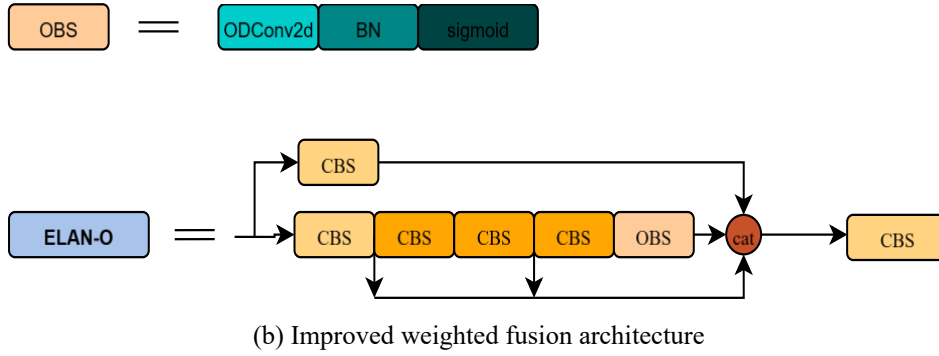 OBS
ODConv2d BN sigmoid
CBS
ELAN-O
CBS CBS CBS CBS OBS cat CBS
(b) Improved weighted fusion architecture